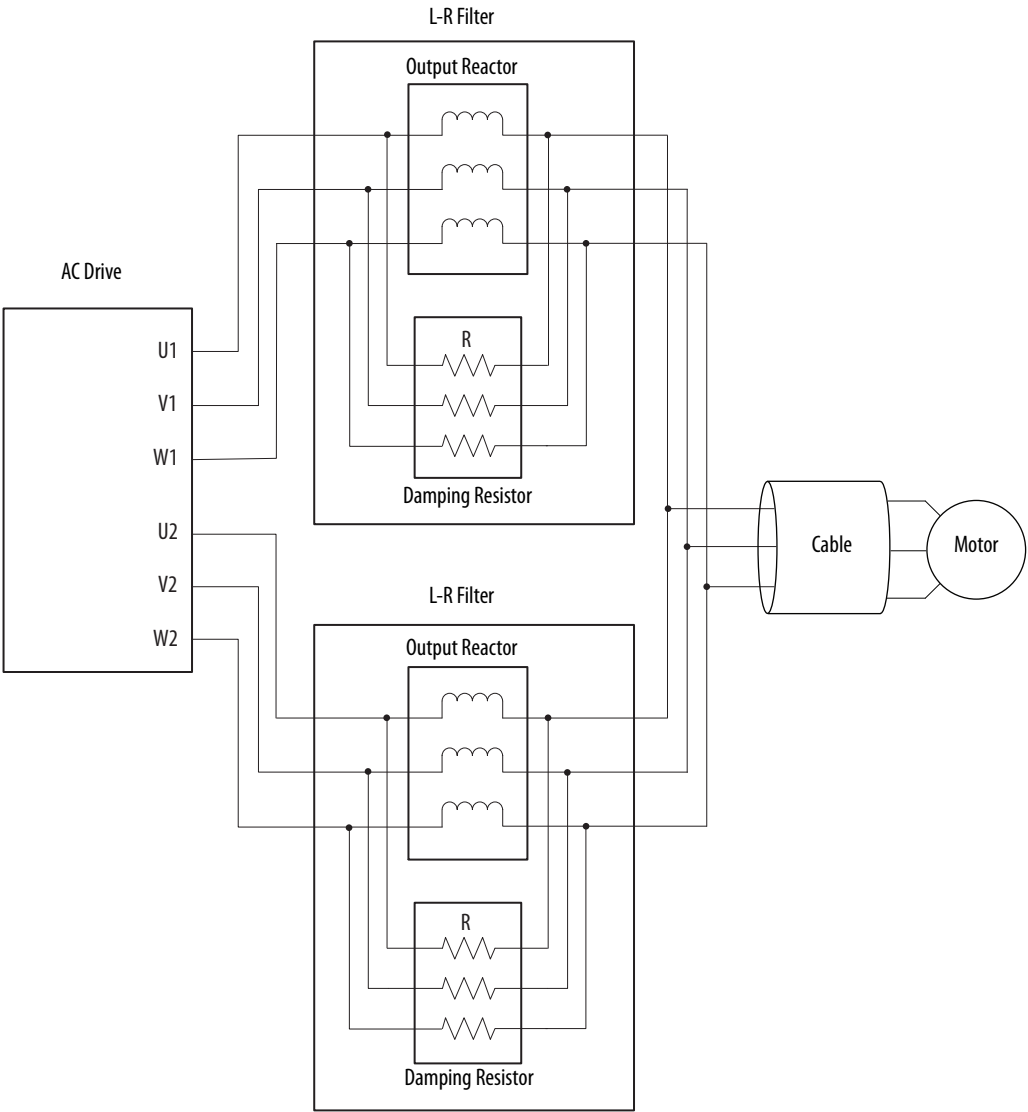 L-R Filter
Output Reactor
AC Drive
U1
V1
W1
U2
V2
W2
R
Damping Resistor
Cable
Motor
L-R Filter
Output Reactor
R
Damping Resistor